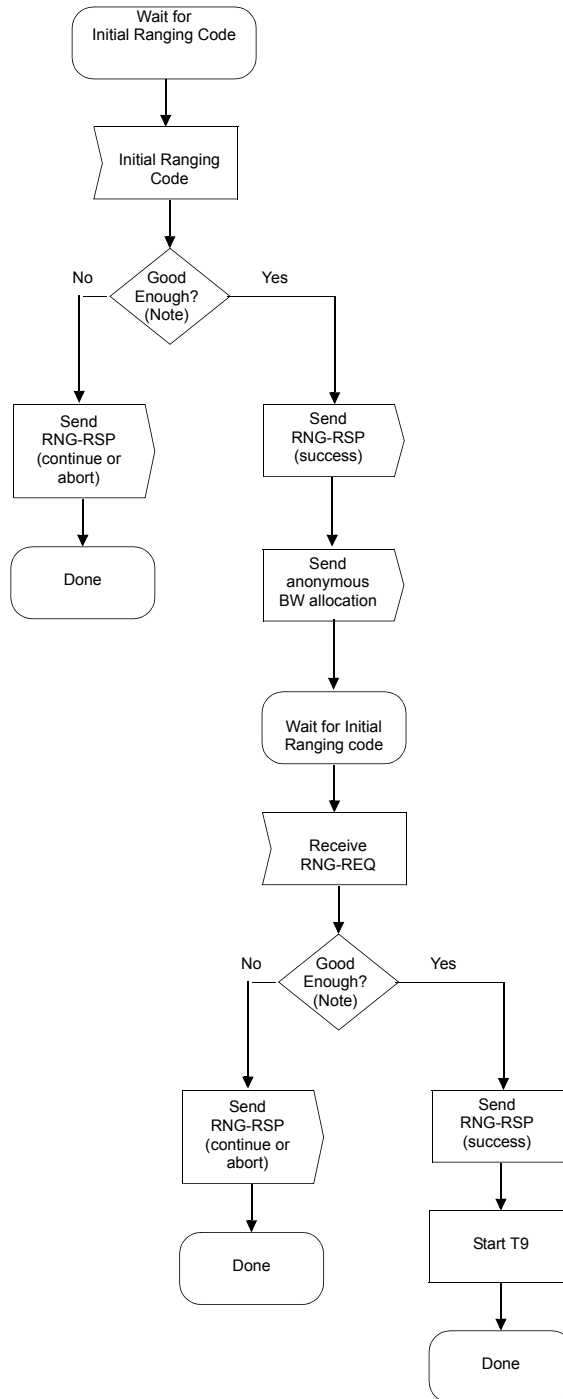 Wait for
Initial Ranging Code
Initial Ranging
Code
No
Good
Enough?
(Note)
Yes
Send
RNG-RSP
(continue or
abort)
Send
RNG-RSP
(success)
Done
Send
anonymous
BW allocation
Wait for Initial
Ranging code
Receive
RNG-REQ
No
Good
Enough?
(Note)
Yes
Send
RNG-RSP
(continue or
abort)
Send
RNG-RSP
(success)
Done
Start T9
Done